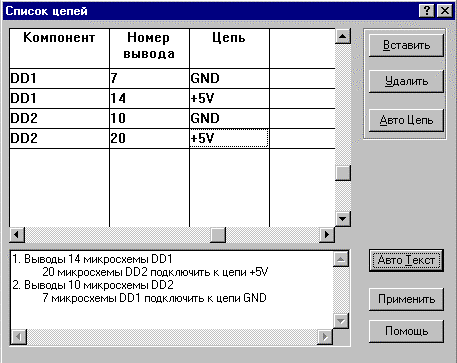 Список цепей
Компонент Номер вывода Цепь
DD1 7 GND
DD1 14 +5V
DD2 10 GND
DD2 20 +5V
Вставить
Удалить
Авто Цепь
1. Выводы 14 микросхемы DD1
20 микросхемы DD2 подключить к цепи +5V
2. Выводы 10 микросхемы DD2
7 микросхемы DD1 подключить к цепи GND
Авто Текст
Применить
Помощь